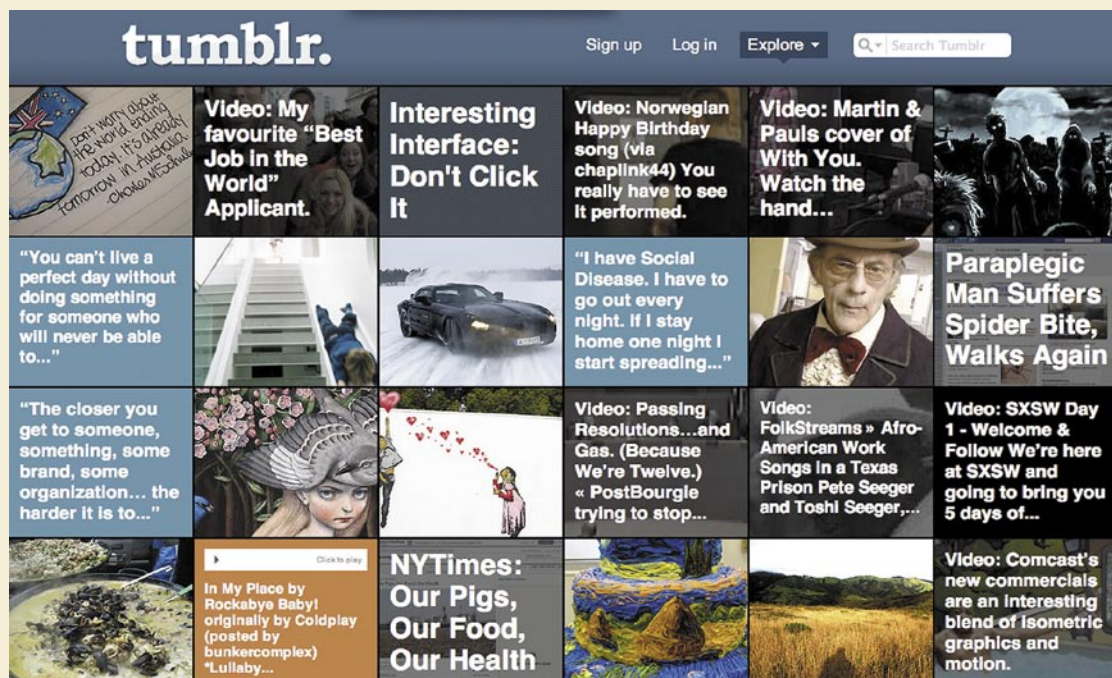 tumblr.
Sign up Log in Explore Search Tumblr
Don't worry about
the world ending
today. It's already
tomorrow in Australia.
-Charles M Schulz
Video: My
favourite “Best
Job in the
World”
Applicant.
Interesting
Interface:
Don't Click
It
Video: Norwegian
Happy Birthday
song (via
chaplink44) You
really have to see
it performed.
Video: Martin &
Pauls cover of
With You.
Watch the
hand...
“You can’t live a
perfect day without
doing something
for someone who
will never be able
to...”
“I have Social
Disease. I have to
go out every
night. If I stay
home one night I
start spreading...”
Paraplegic
Man Suffers
Spider Bite,
Walks Again
“The closer you
get to someone,
something, some
brand, some
organization... the
harder it is to...”
Video: Passing
Resolutions...and
Gas. (Because
We’re Twelve.)
« PostBourgie
trying to stop...
Video:
FolkStreams » Afro-
American Work
Songs in a Texas
Prison Pete Seeger
and Toshi Seeger,...
Video: SXSW Day
1 - Welcome &
Follow We’re here
at SXSW and
going to bring you
5 days of...
Click to play
In My Place by
Rockabye Baby!
originally by Coldplay
(posted by
bunkercomplex)
"Lullaby...
NYTimes:
Our Pigs,
Our Food,
Our Health
Video: Comcast’s
new commercials
are an interesting
blend of isometric
graphics and
motion.